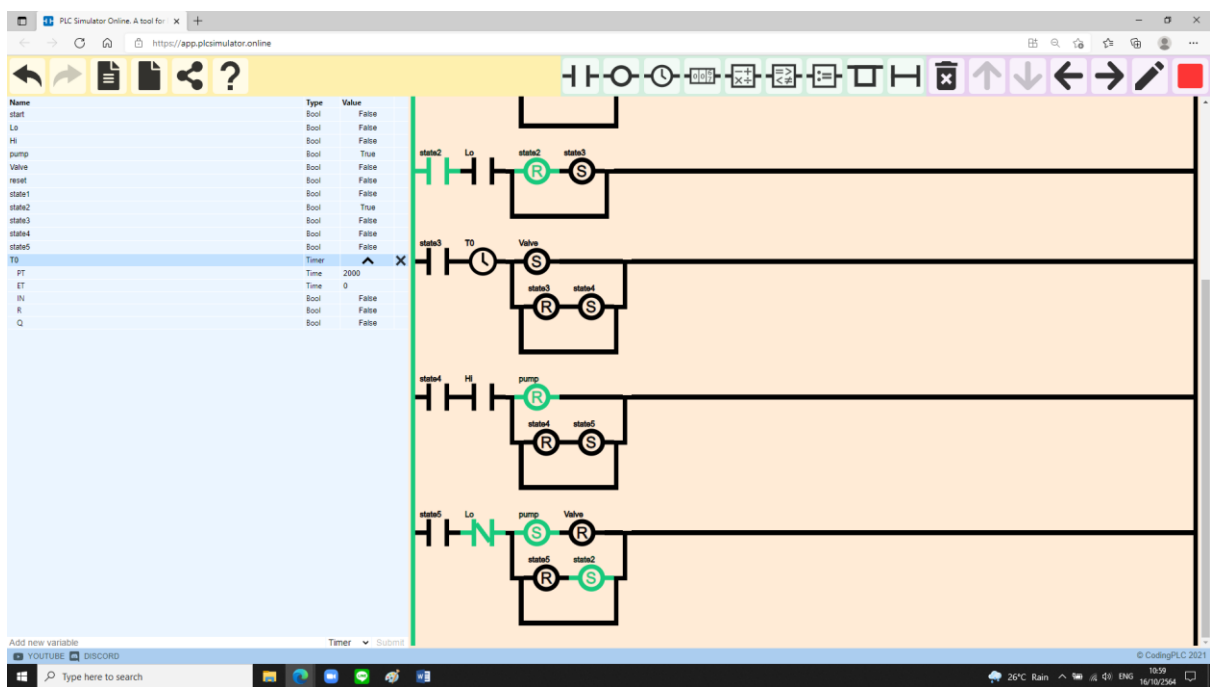 PLC Simulator Online. A tool for
https://app.plcsimulator.online
Name Type Value
start Bool False
Lo Bool False
Hi Bool False
pump Bool True
Valve Bool False
reset Bool False
state1 Bool False
state2 Bool True
state3 Bool False
state4 Bool False
state5 Bool False
T0 Timer
PT Time 2000
ET Time 0
IN Bool False
R Bool False
Q Bool False
Add new variable Timer Submit
state2 Lo state2 state3
R S
state3 T0 Valve
S
state3 state4
R S
state4 Hi pump
R
state4 state5
R S
state5 Lo pump Valve
S R
state5 state2
R S
YOUTUBE DISCORD © CodingPLC 2021
Type here to search
26°C Rain ENG 10:59
16/10/2564